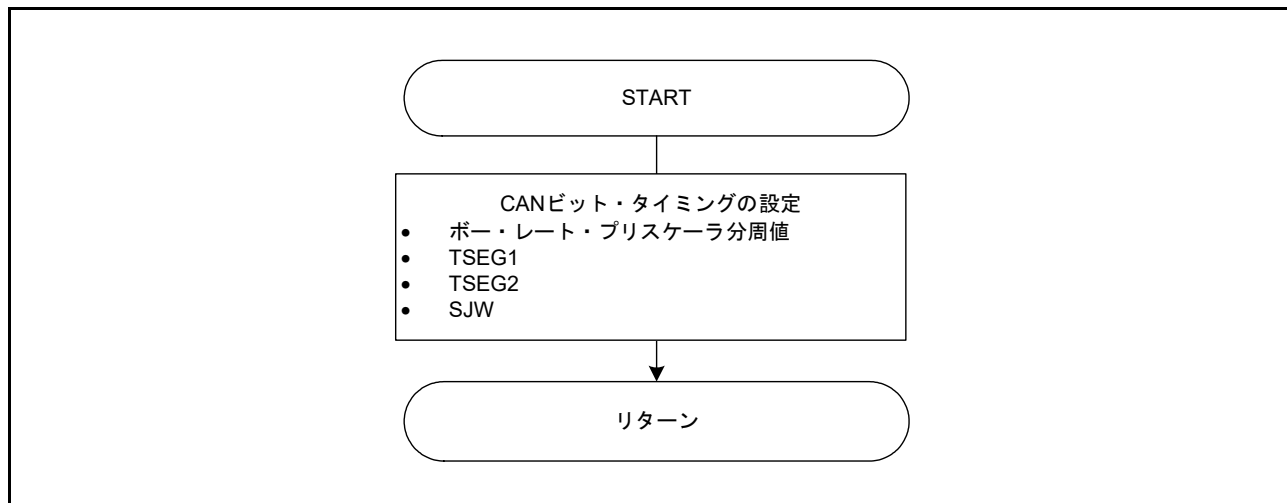 START
CANビット・タイミングの設定
● ボー・レート・プリスケーラ分周値
● TSEG1
● TSEG2
● SJW
リターン